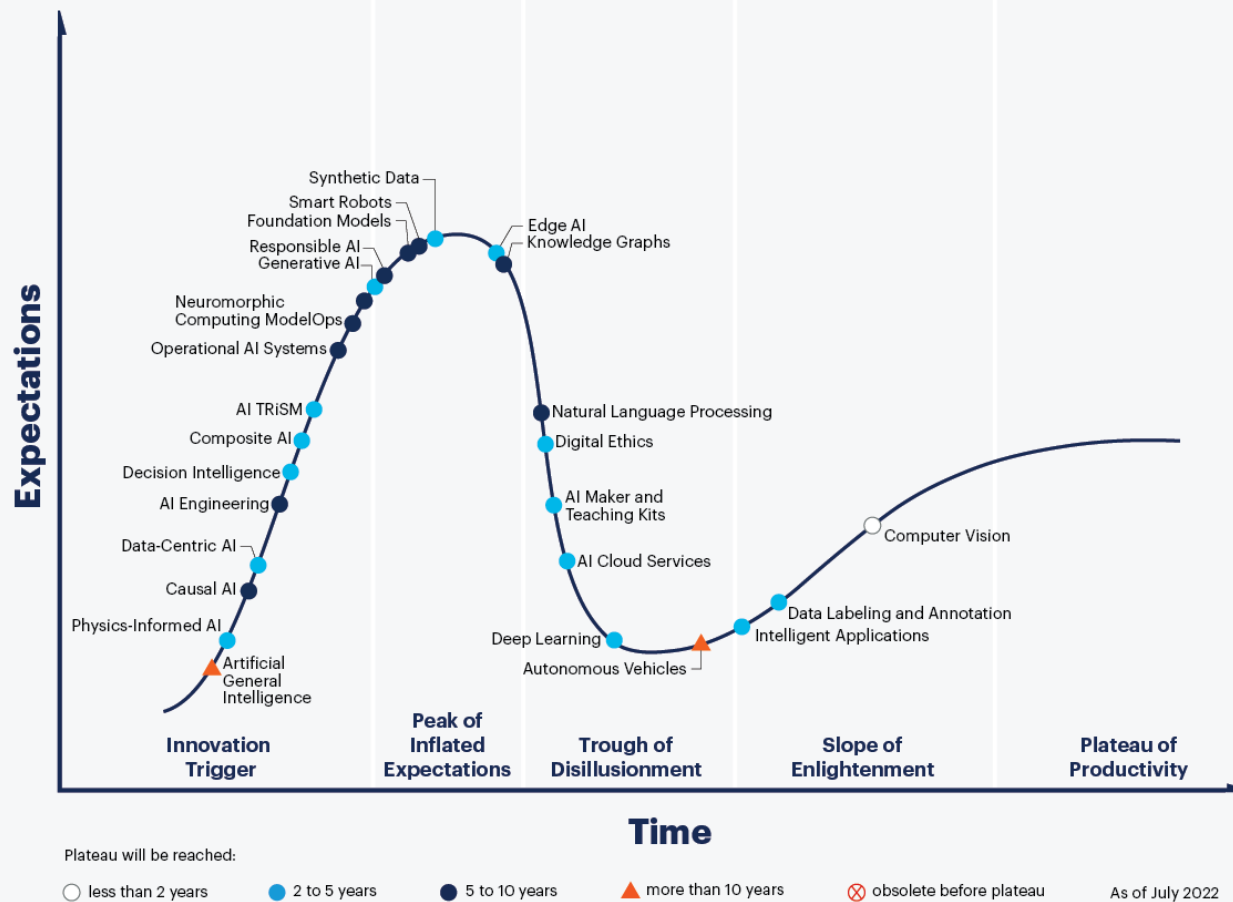 Expectations
Synthetic Data
Smart Robots
Foundation Models
Responsible AI
Generative AI
Neuromorphic
Computing ModelOps
Operational AI Systems
AI TRiSM
Composite AI
Decision Intelligence
AI Engineering
Data-Centric AI
Causal AI
Physics-Informed AI
Artificial
General
Intelligence
Edge AI
Knowledge Graphs
Natural Language Processing
Digital Ethics
AI Maker and
Teaching Kits
AI Cloud Services
Deep Learning
Autonomous Vehicles
Computer Vision
Data Labeling and Annotation
Intelligent Applications
Innovation
Trigger
Peak of
Inflated
Expectations
Trough of
Disillusionment
Slope of
Enlightenment
Plateau of
Productivity
Time
Plateau will be reached:
less than 2 years
2 to 5 years
5 to 10 years
more than 10 years
obsolete before plateau
As of July 2022